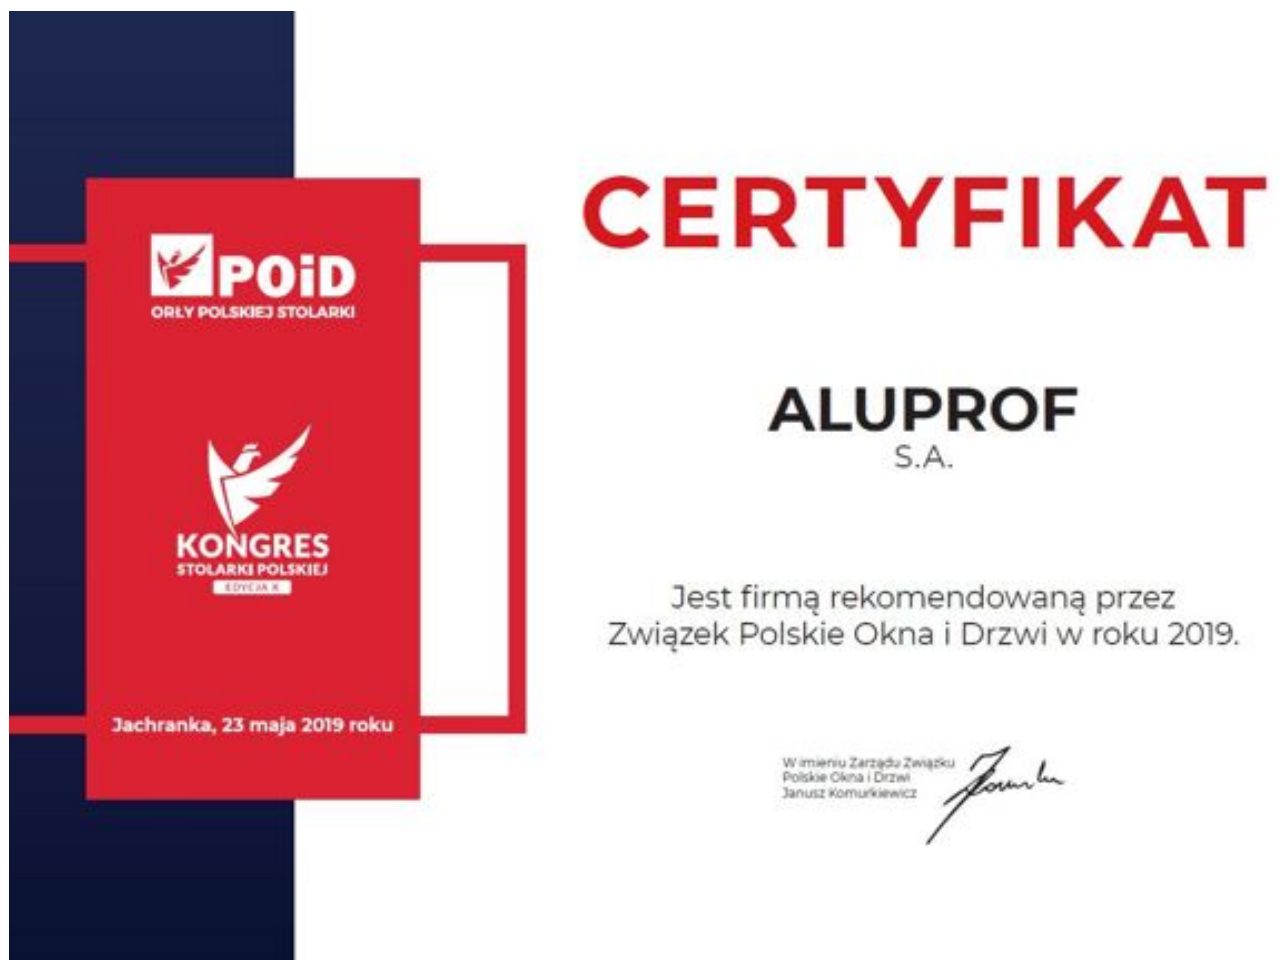 POiD
ORŁY POLSKIEJ STOLARKI
KONGRES
STOLARKI POLSKIEJ
EDYCJA X
Jachranka, 23 maja 2019 roku
CERTYFIKAT
ALUPROF
S.A.
Jest firmą rekomendowaną przez
Związek Polskie Okna i Drzwi w roku 2019.
W imieniu Zarządu Związku
Polskie Okna i Drzwi
Janusz Komurkiewicz